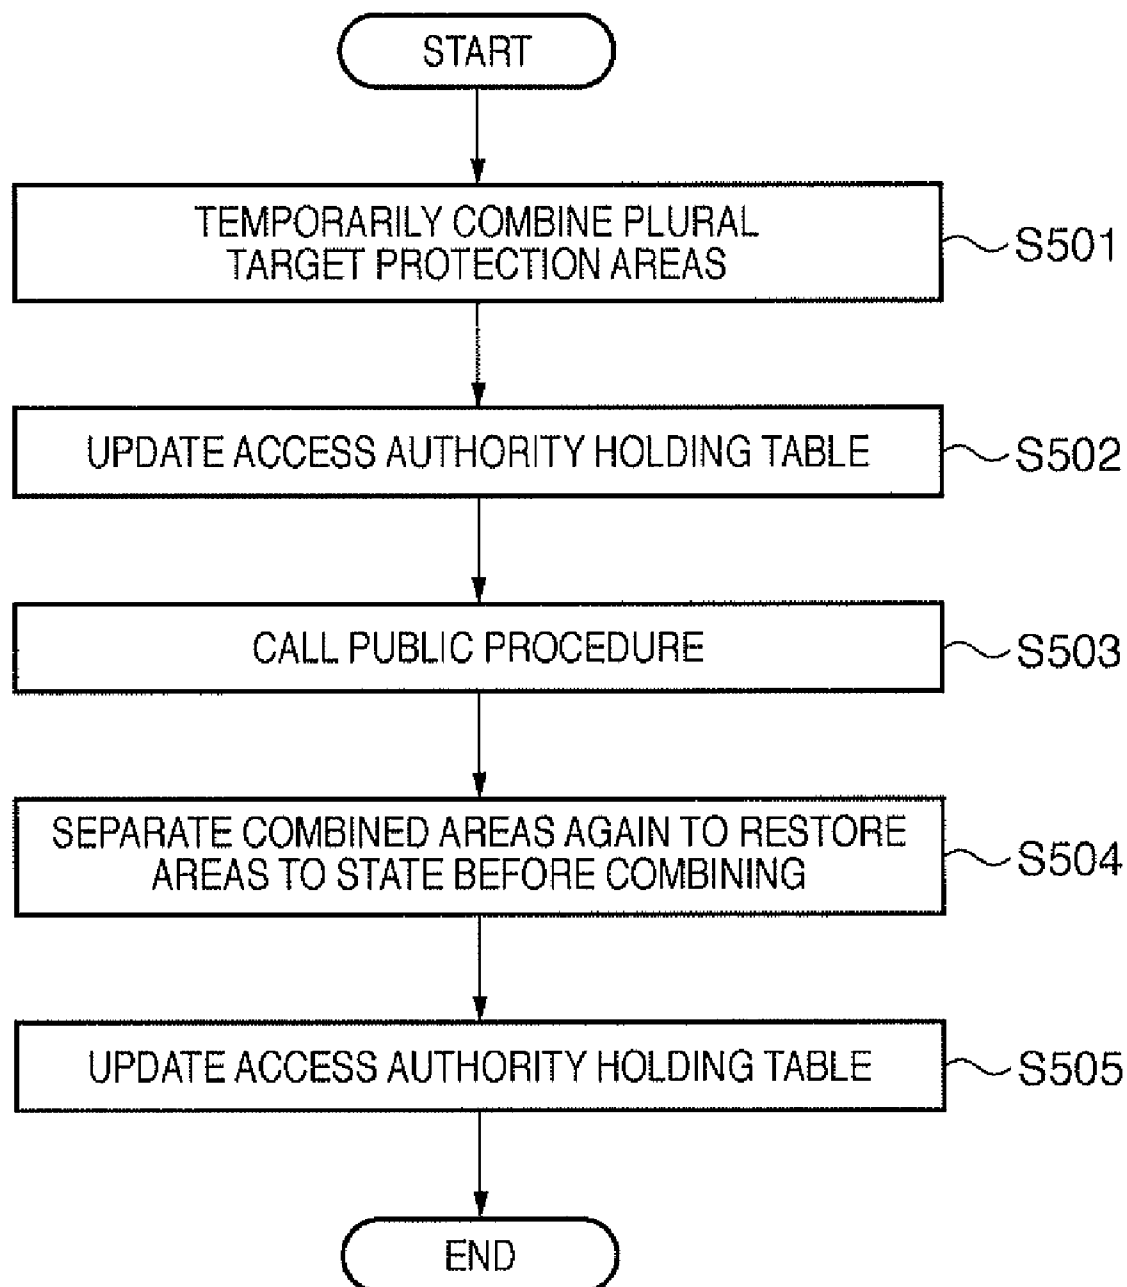 START
TEMPORARILY COMBINE PLURAL
TARGET PROTECTION AREAS
S501
UPDATE ACCESS AUTHORITY HOLDING TABLE
S502
CALL PUBLIC PROCEDURE
S503
SEPARATE COMBINED AREAS AGAIN TO RESTORE
AREAS TO STATE BEFORE COMBINING
S504
UPDATE ACCESS AUTHORITY HOLDING TABLE
S505
END